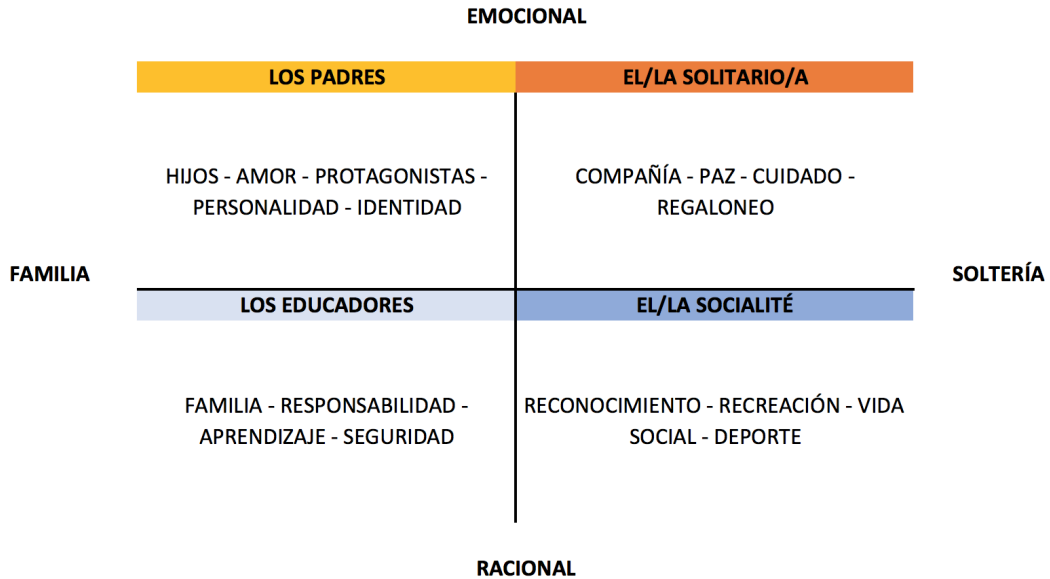 EMOCIONAL
LOS PADRES
EL/LA SOLITARIO/A
HIJOS - AMOR - PROTAGONISTAS -
PERSONALIDAD - IDENTIDAD
COMPAÑÍA - PAZ - CUIDADO -
REGALONEO
FAMILIA
SOLTERÍA
LOS EDUCADORES
EL/LA SOCIALITÉ
FAMILIA - RESPONSABILIDAD -
APRENDIZAJE - SEGURIDAD
RECONOCIMIENTO - RECREACIÓN - VIDA
SOCIAL - DEPORTE
RACIONAL